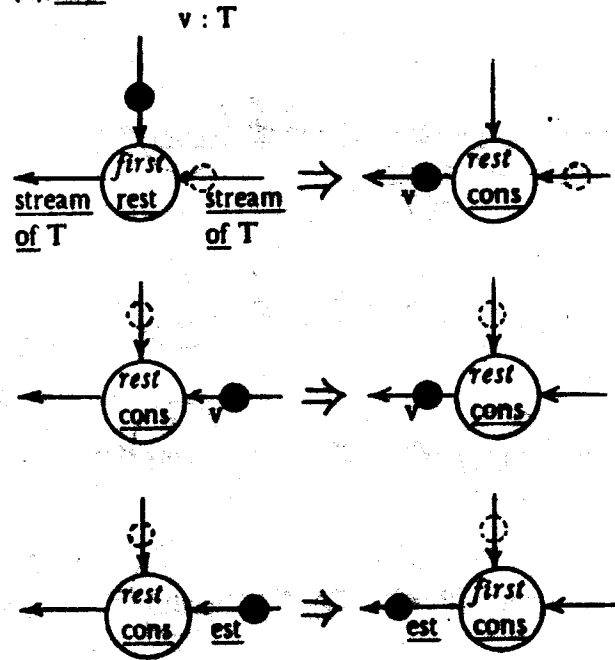 v : T
first
rest
stream
of T
stream
of T
rest
cons
v
rest
cons
v
rest
cons
v
rest
cons
est
first
cons
est